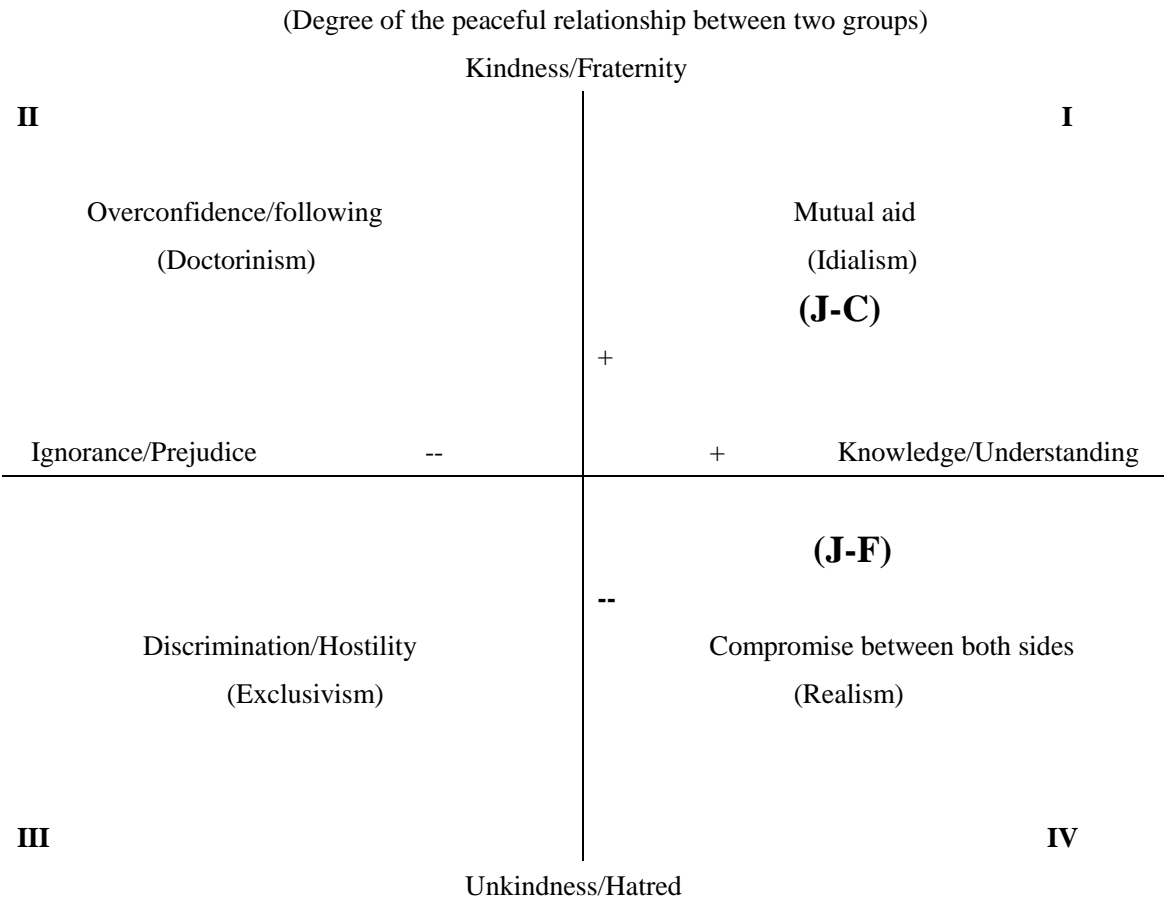 (Degree of the peaceful relationship between two groups)
Kindness/Fraternity
II I
Overconfidence/following Mutual aid
(Doctorinism) (Idialism)
(J-C)
+
Ignorance/Prejudice -- + Knowledge/Understanding
(J-F)
--
Discrimination/Hostility Compromise between both sides
(Exclusivism) (Realism)
III IV
Unkindness/Hatred